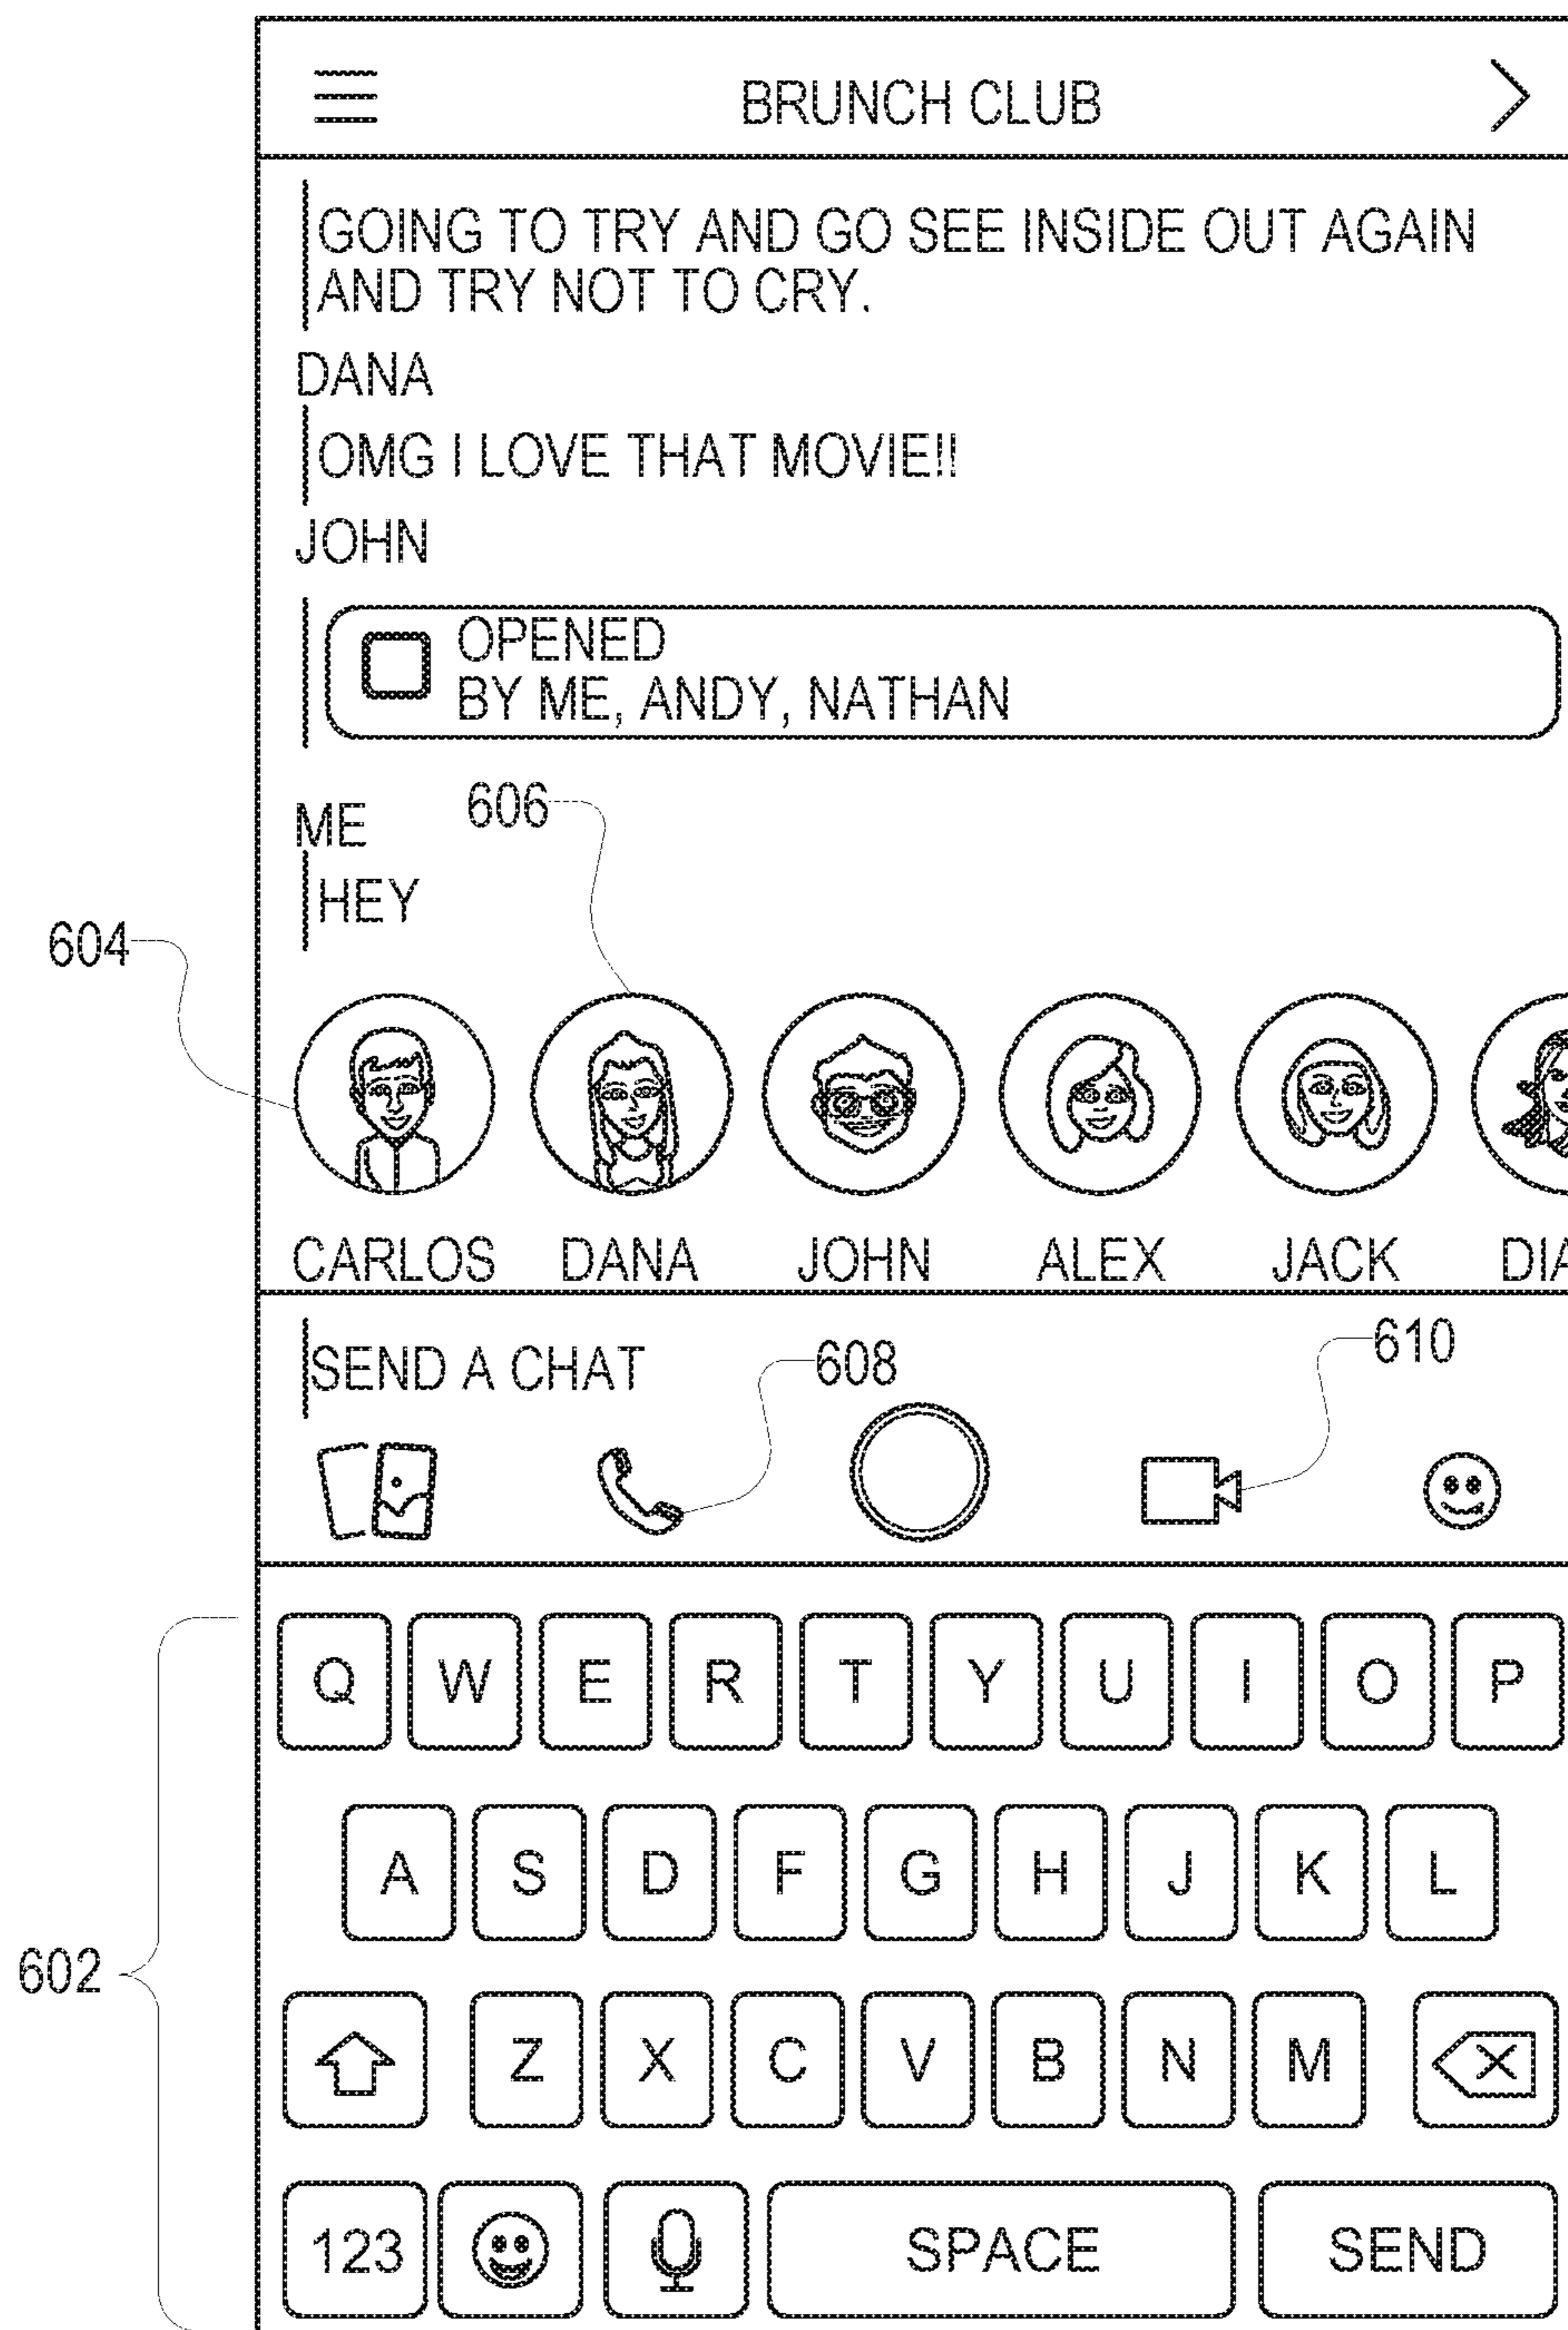 BRUNCH CLUB
GOING TO TRY AND GO SEE INSIDE OUT AGAIN
AND TRY NOT TO CRY.
DANA
OMG I LOVE THAT MOVIE!!
JOHN
OPENED
BY ME, ANDY, NATHAN
ME
606
HEY
604
CARLOS DANA JOHN ALEX JACK
SEND A CHAT
608
610
Q W E R T Y U I O P
A S D F G H J K L
602
Z X C V B N M
123 SPACE SEND